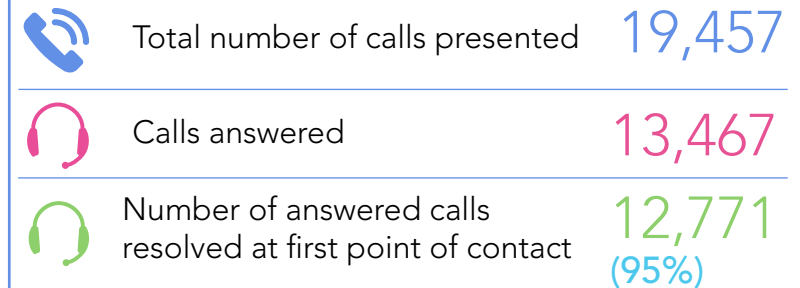 Total number of calls presented 19,457
Calls answered 13,467
Number of answered calls
resolved at first point of contact 12,771
(95%)